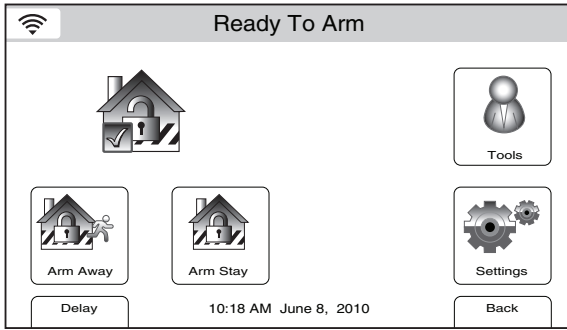 Ready To Arm
Tools
Arm Away
Arm Stay
Settings
Delay
10:18 AM June 8, 2010
Back